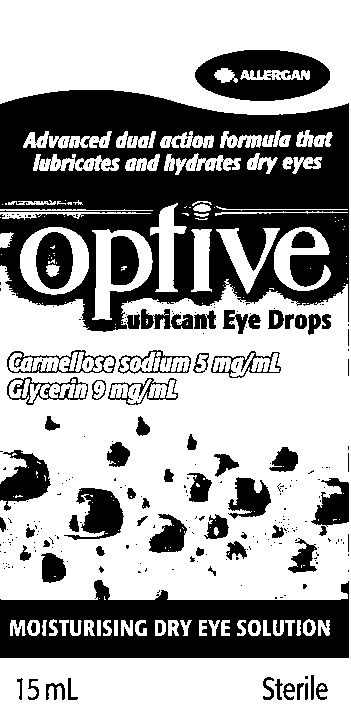 ALLERGAN
Advanced dual action formula that
lubricates and hydrates dry eyes
optive
Lubricant Eye Drops
Carmellose sodium 5 mg/mL
Glycerin 9 mg/mL
MOISTURISING DRY EYE SOLUTION
15 mL Sterile